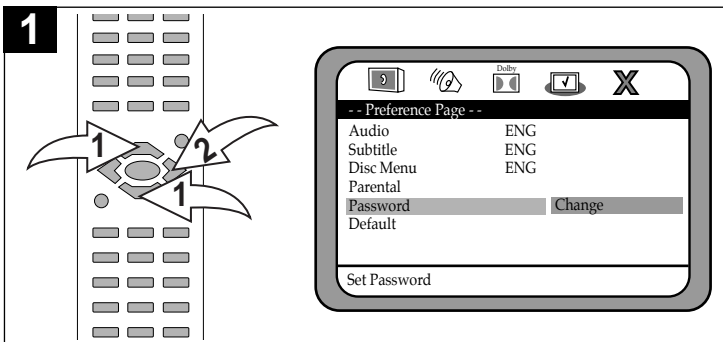 1
1
2
1
Dolby
- - Preference Page - -
Audio ENG
Subtitle ENG
Disc Menu ENG
Parental
Password Change
Default
Set Password